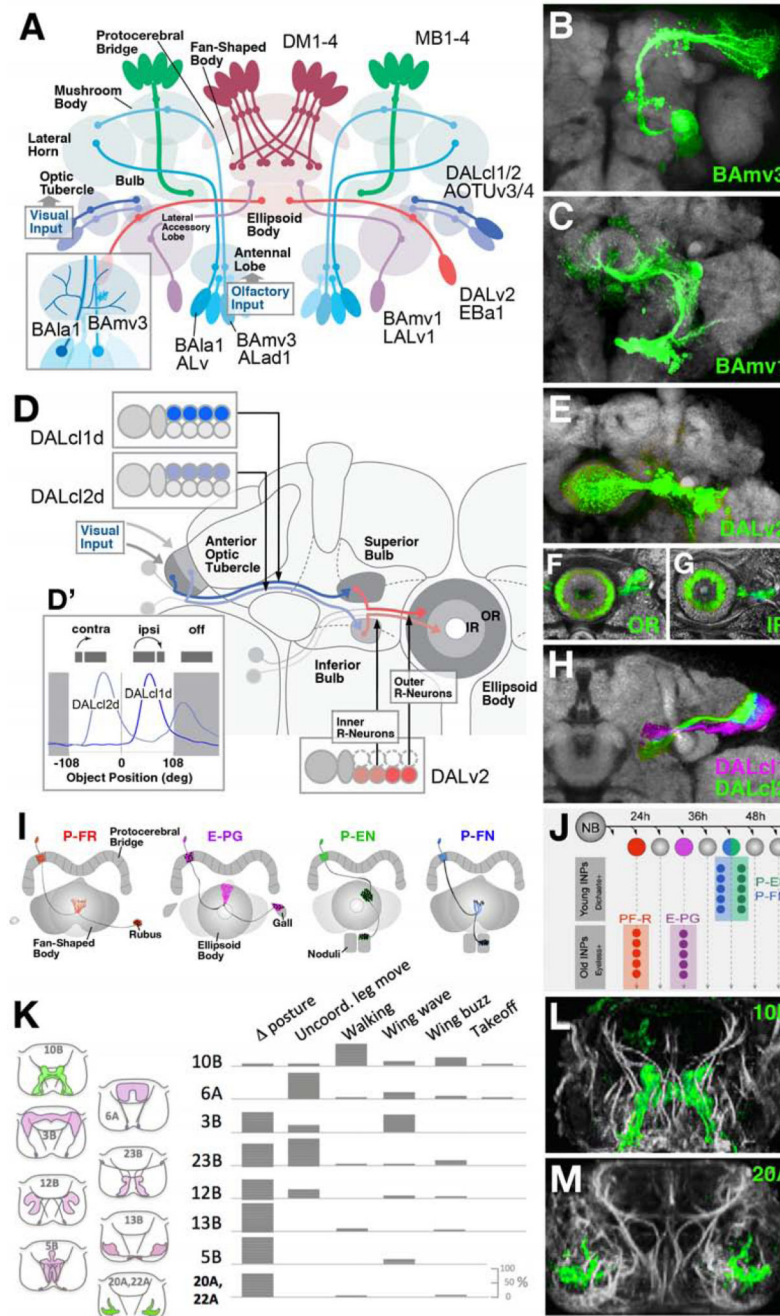 A
Protocerebral
Bridge
Fan-Shaped
Body
DM1-4
MB1-4
Mushroom
Body
Lateral
Horn
Optic
Tubercle
Bulb
Visual
Input
Lateral
Accessory
Lobe
Ellipsoid
Body
DALcl1/2
AOTUv3/4
Antennal
Lobe
Olfactory
Input
BAla1
BAmv3
BAla1
ALv
BAmv3
ALad1
BAmv1
LALv1
DALv2
EBa1
B
BAmv3
C
D
DALcl1d
DALcl2d
Visual
Input
Anterior
Optic
Tubercle
Superior
Bulb
OR
IR
Inferior
Bulb
Outer
R-Neurons
Ellipsoid
Body
Inner
R-Neurons
DALv2
D'
contra
ipsi
off
DALcl1d
DALcl2d
-108
0
108
Object Position (deg)
E
F
OR
G
H
I
P-FR
E-PG
P-EN
P-FN
Protocerebral
Bridge
Fan-Shaped
Body
Rubus
Ellipsoid
Body
Gall
Noduli
J
NB
24h
36h
48h
Young INPs
Dichaete+
Old INPs
Eyeless+
PF-R
E-PG
K
Δ posture
Uncoord. leg move
Walking
Wing wave
Wing buzz
Takeoff
10B
6A
3B
23B
12B
13B
5B
20A,22A
10B
6A
3B
23B
12B
13B
5B
20A,
22A
100
50
0
%
L
M